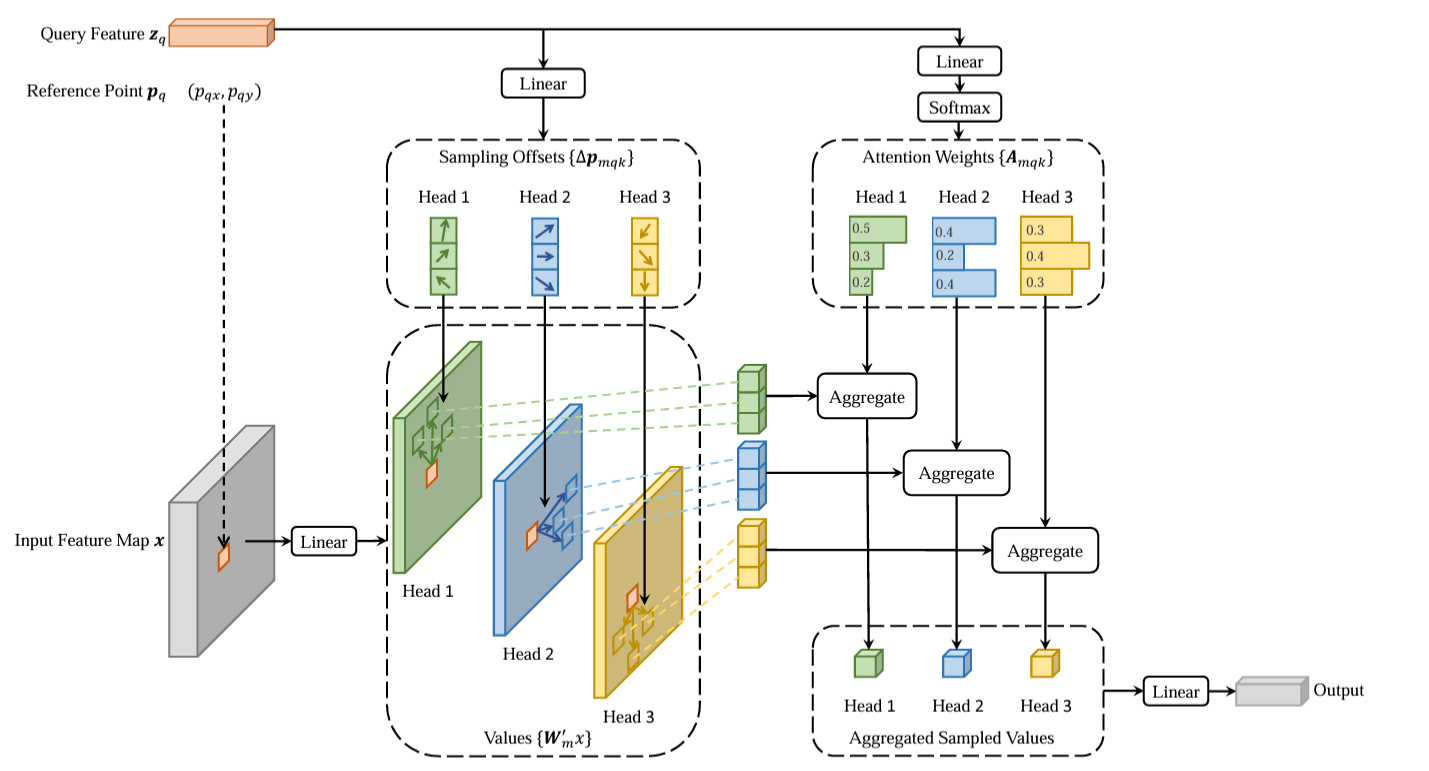 Query Feature z_q
Linear
Reference Point p_q (p_qx, p_qy)
Linear
Softmax
Sampling Offsets {Δp_mqk}
Attention Weights {A_mqk}
Head 1 Head 2 Head 3
Head 1 Head 2 Head 3
0.5 0.4 0.3
0.3 0.2 0.4
0.2 0.4 0.3
Aggregate
Aggregate
Aggregate
Input Feature Map x
Linear
Head 1
Head 2
Head 3
Values {W′_m x}
Head 1 Head 2 Head 3
Aggregated Sampled Values
Linear
Output